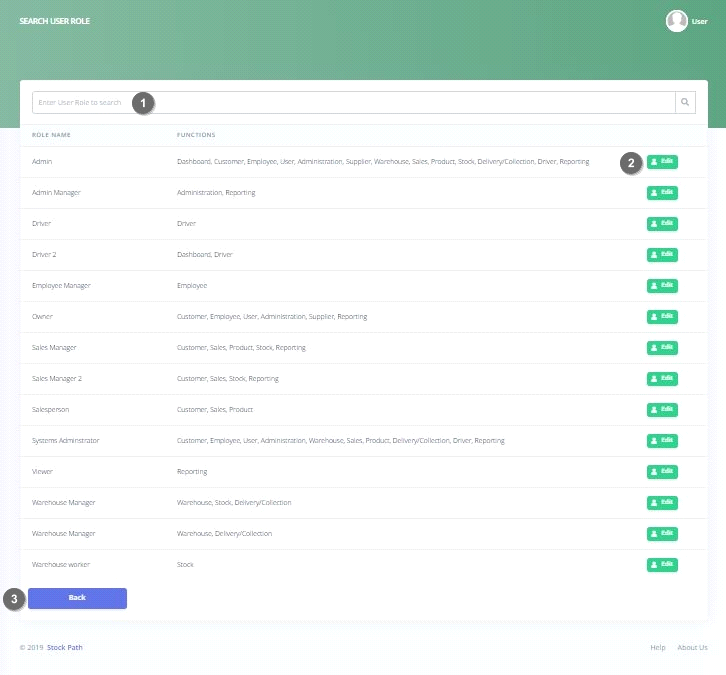 SEARCH USER ROLE
User
Enter User Role to search
1
ROLE NAME FUNCTIONS
Admin Dashboard, Customer, Employee, User, Administration, Supplier, Warehouse, Sales, Product, Stock, Delivery/Collection, Driver, Reporting 2 Edit
Admin Manager Administration, Reporting Edit
Driver Driver Edit
Driver 2 Dashboard, Driver Edit
Employee Manager Employee Edit
Owner Customer, Employee, User, Administration, Supplier, Reporting Edit
Sales Manager Customer, Sales, Product, Stock, Reporting Edit
Sales Manager 2 Customer, Sales, Stock, Reporting Edit
Salesperson Customer, Sales, Product Edit
Systems Adminstrator Customer, Employee, User, Administration, Warehouse, Sales, Product, Delivery/Collection, Driver, Reporting Edit
Viewer Reporting Edit
Warehouse Manager Warehouse, Stock, Delivery/Collection Edit
Warehouse Manager Warehouse, Delivery/Collection Edit
Warehouse worker Stock Edit
3 Back
© 2019 Stock Path Help About Us